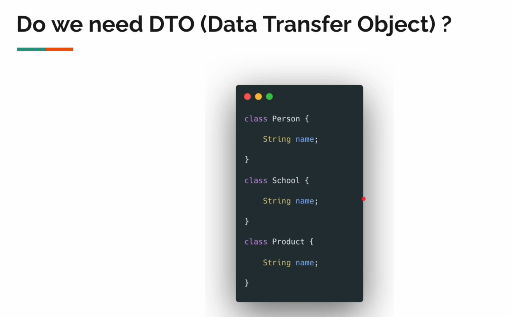 Do we need DTO (Data Transfer Object) ?
class Person {
String name;
}
class School {
String name;
}
class Product {
String name;
}